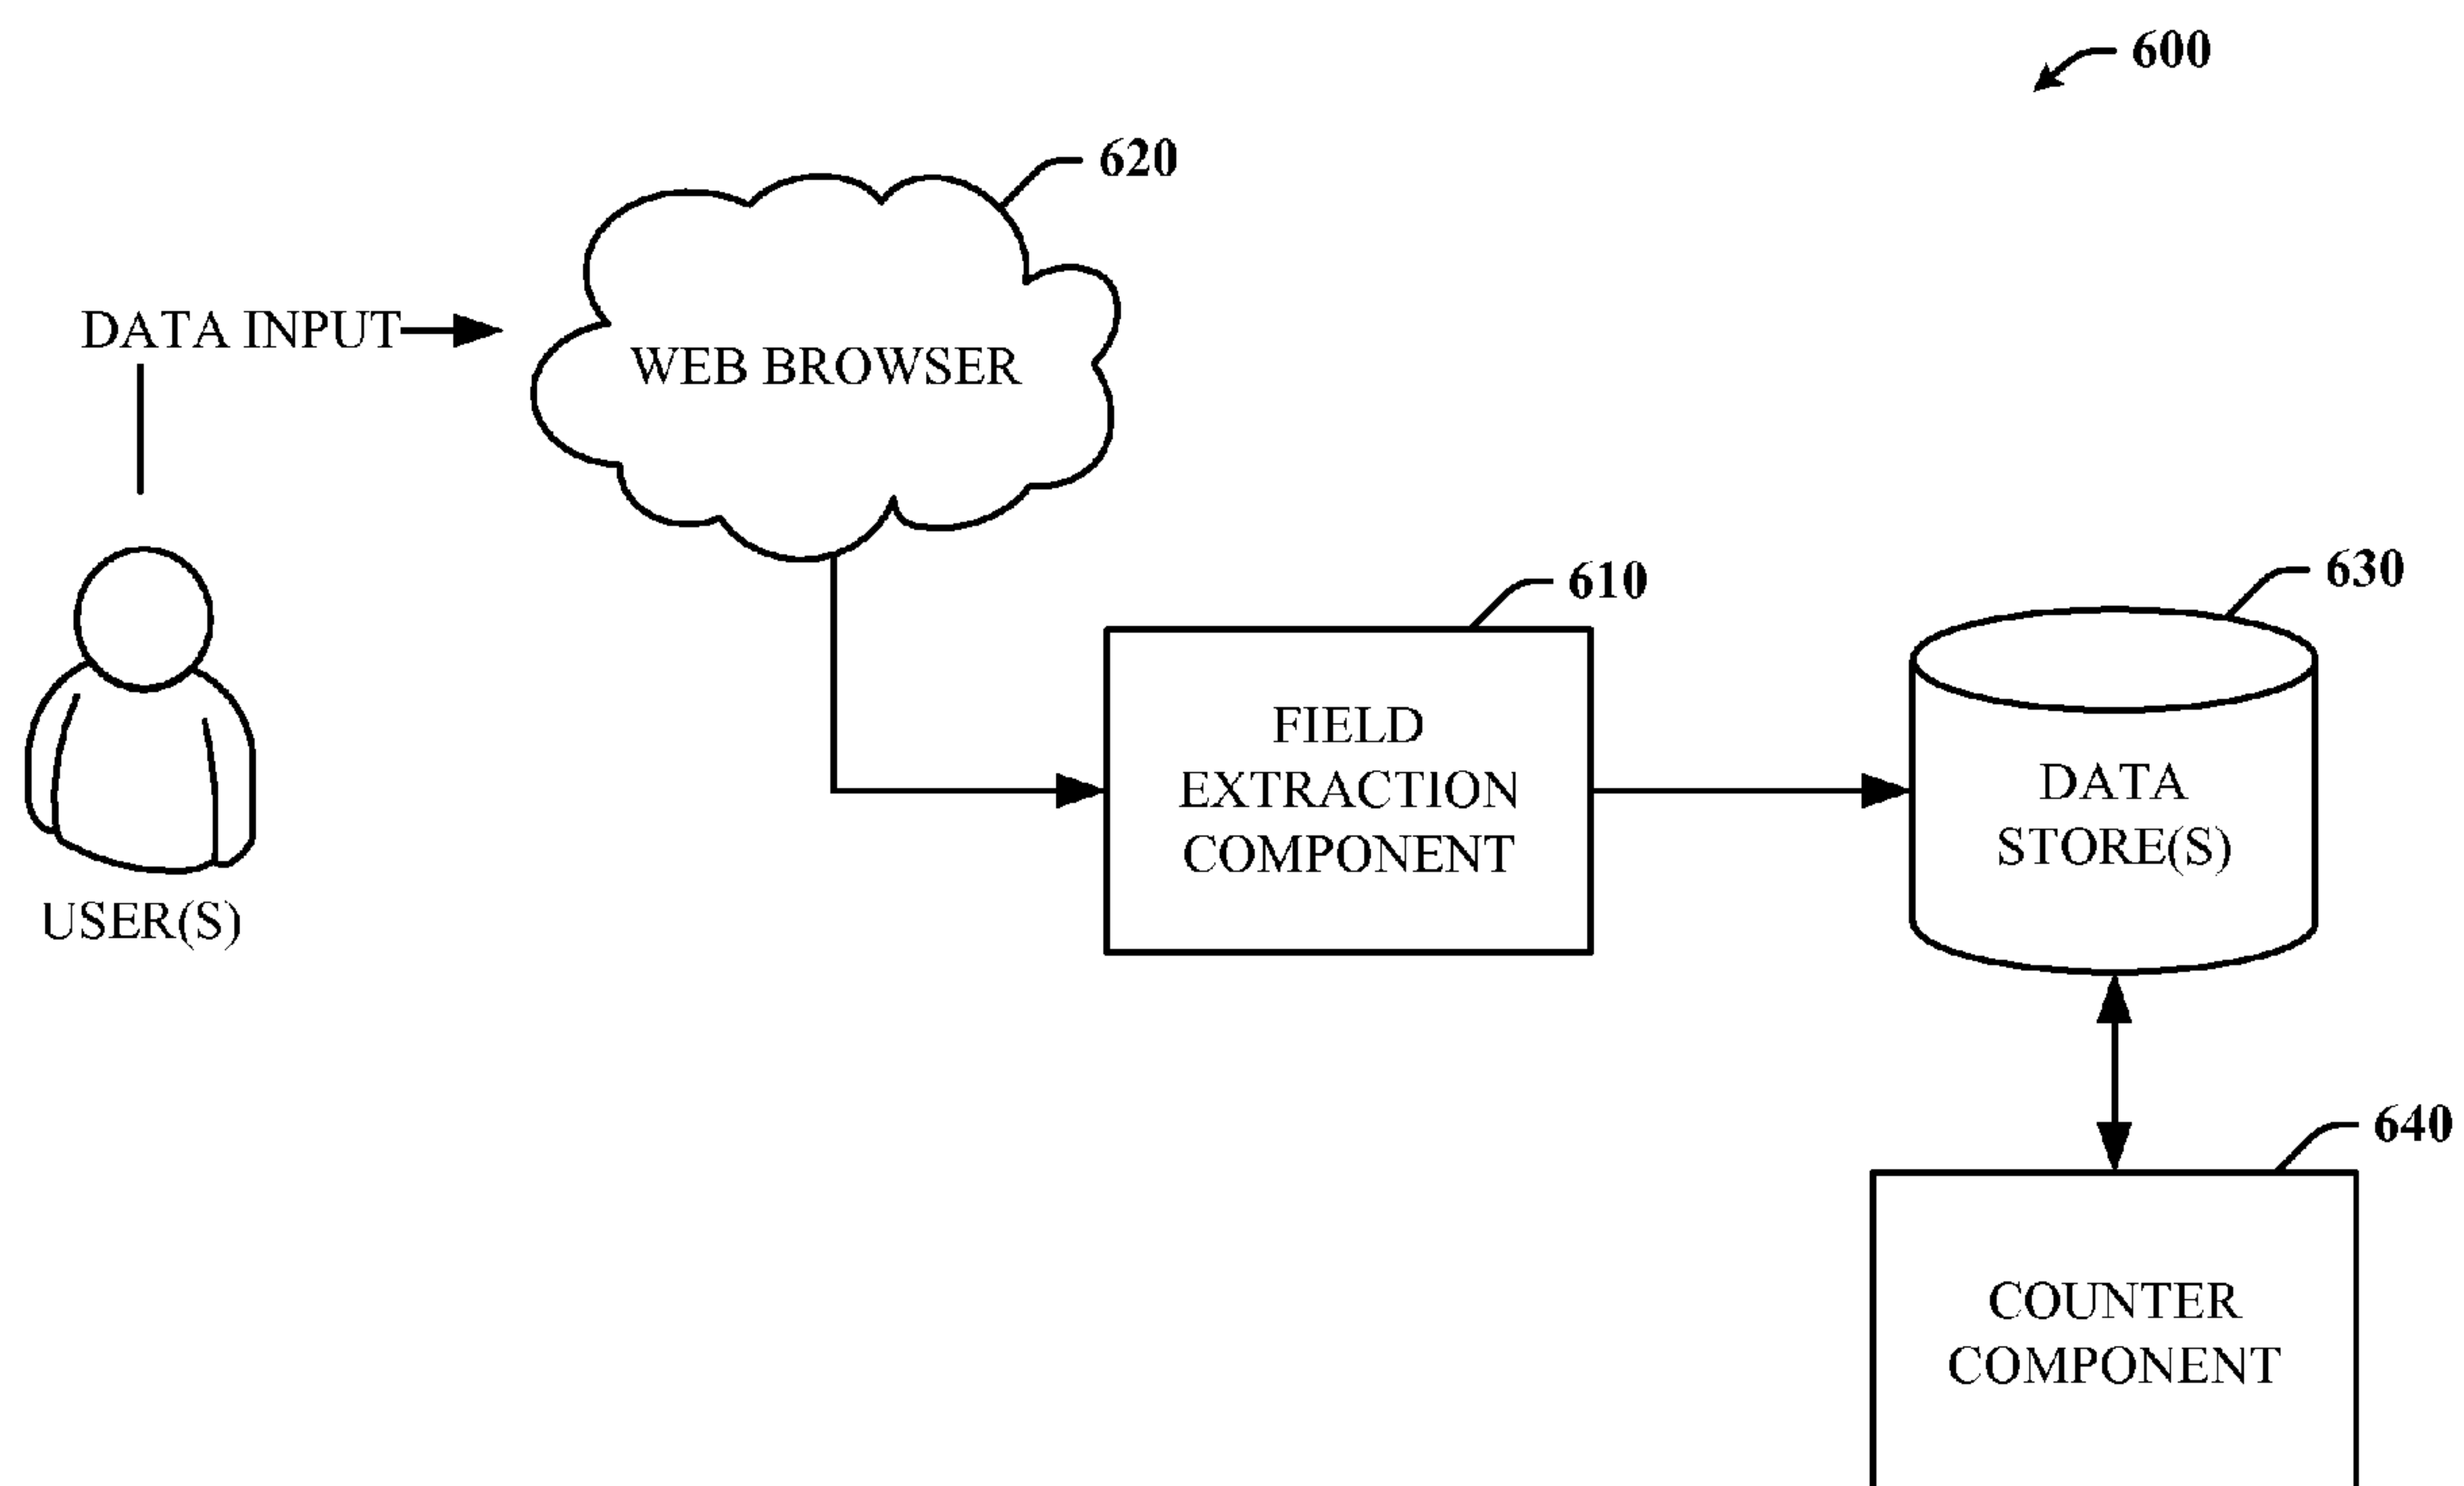 600
620
DATA INPUT
WEB BROWSER
610
630
FIELD
EXTRACTION
COMPONENT
DATA
STORE(S)
USER(S)
640
COUNTER
COMPONENT